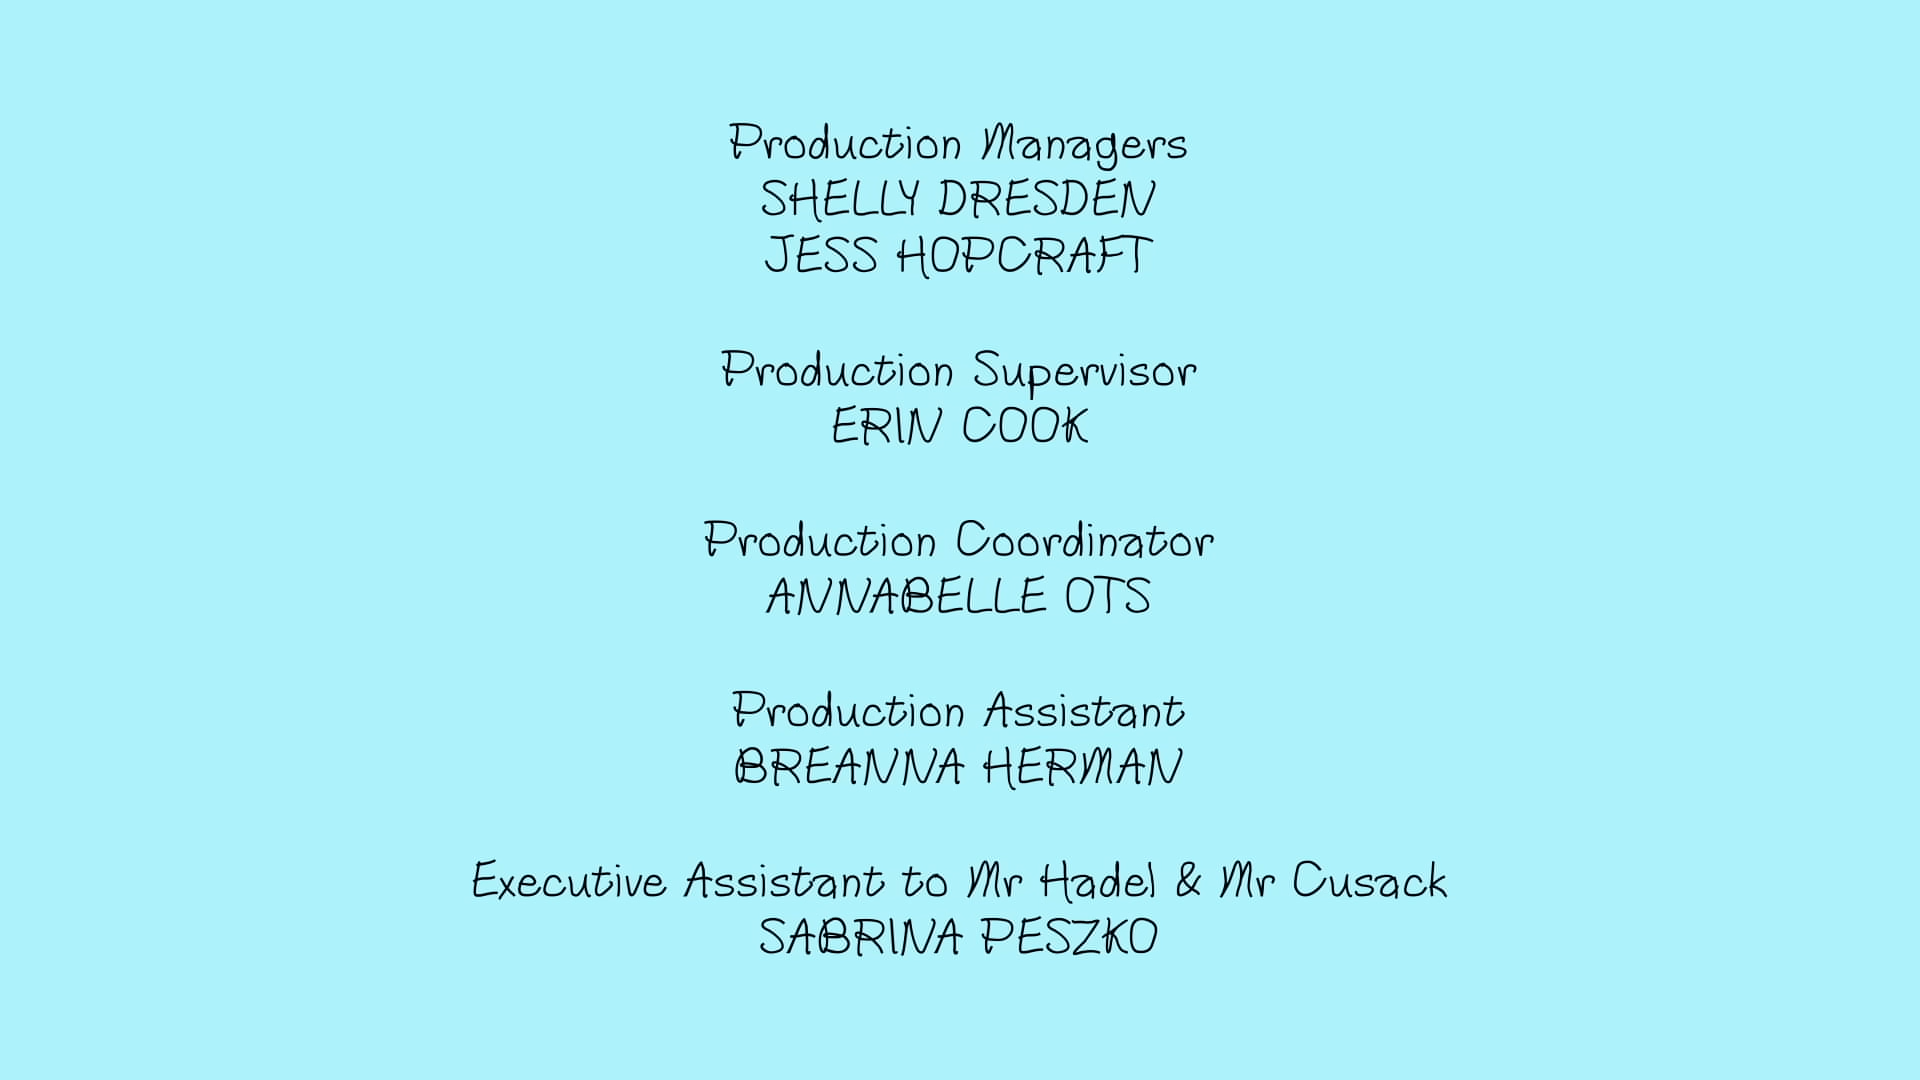 Production Managers
SHELLY DRESDEN
JESS HOPCRAFT
Production Supervisor
ERIN COOK
Production Coordinator
ANNABELLE OTS
Production Assistant
BREANNA HERMAN
Executive Assistant to Mr Hadel & Mr Cusack
SABRINA PESZKO